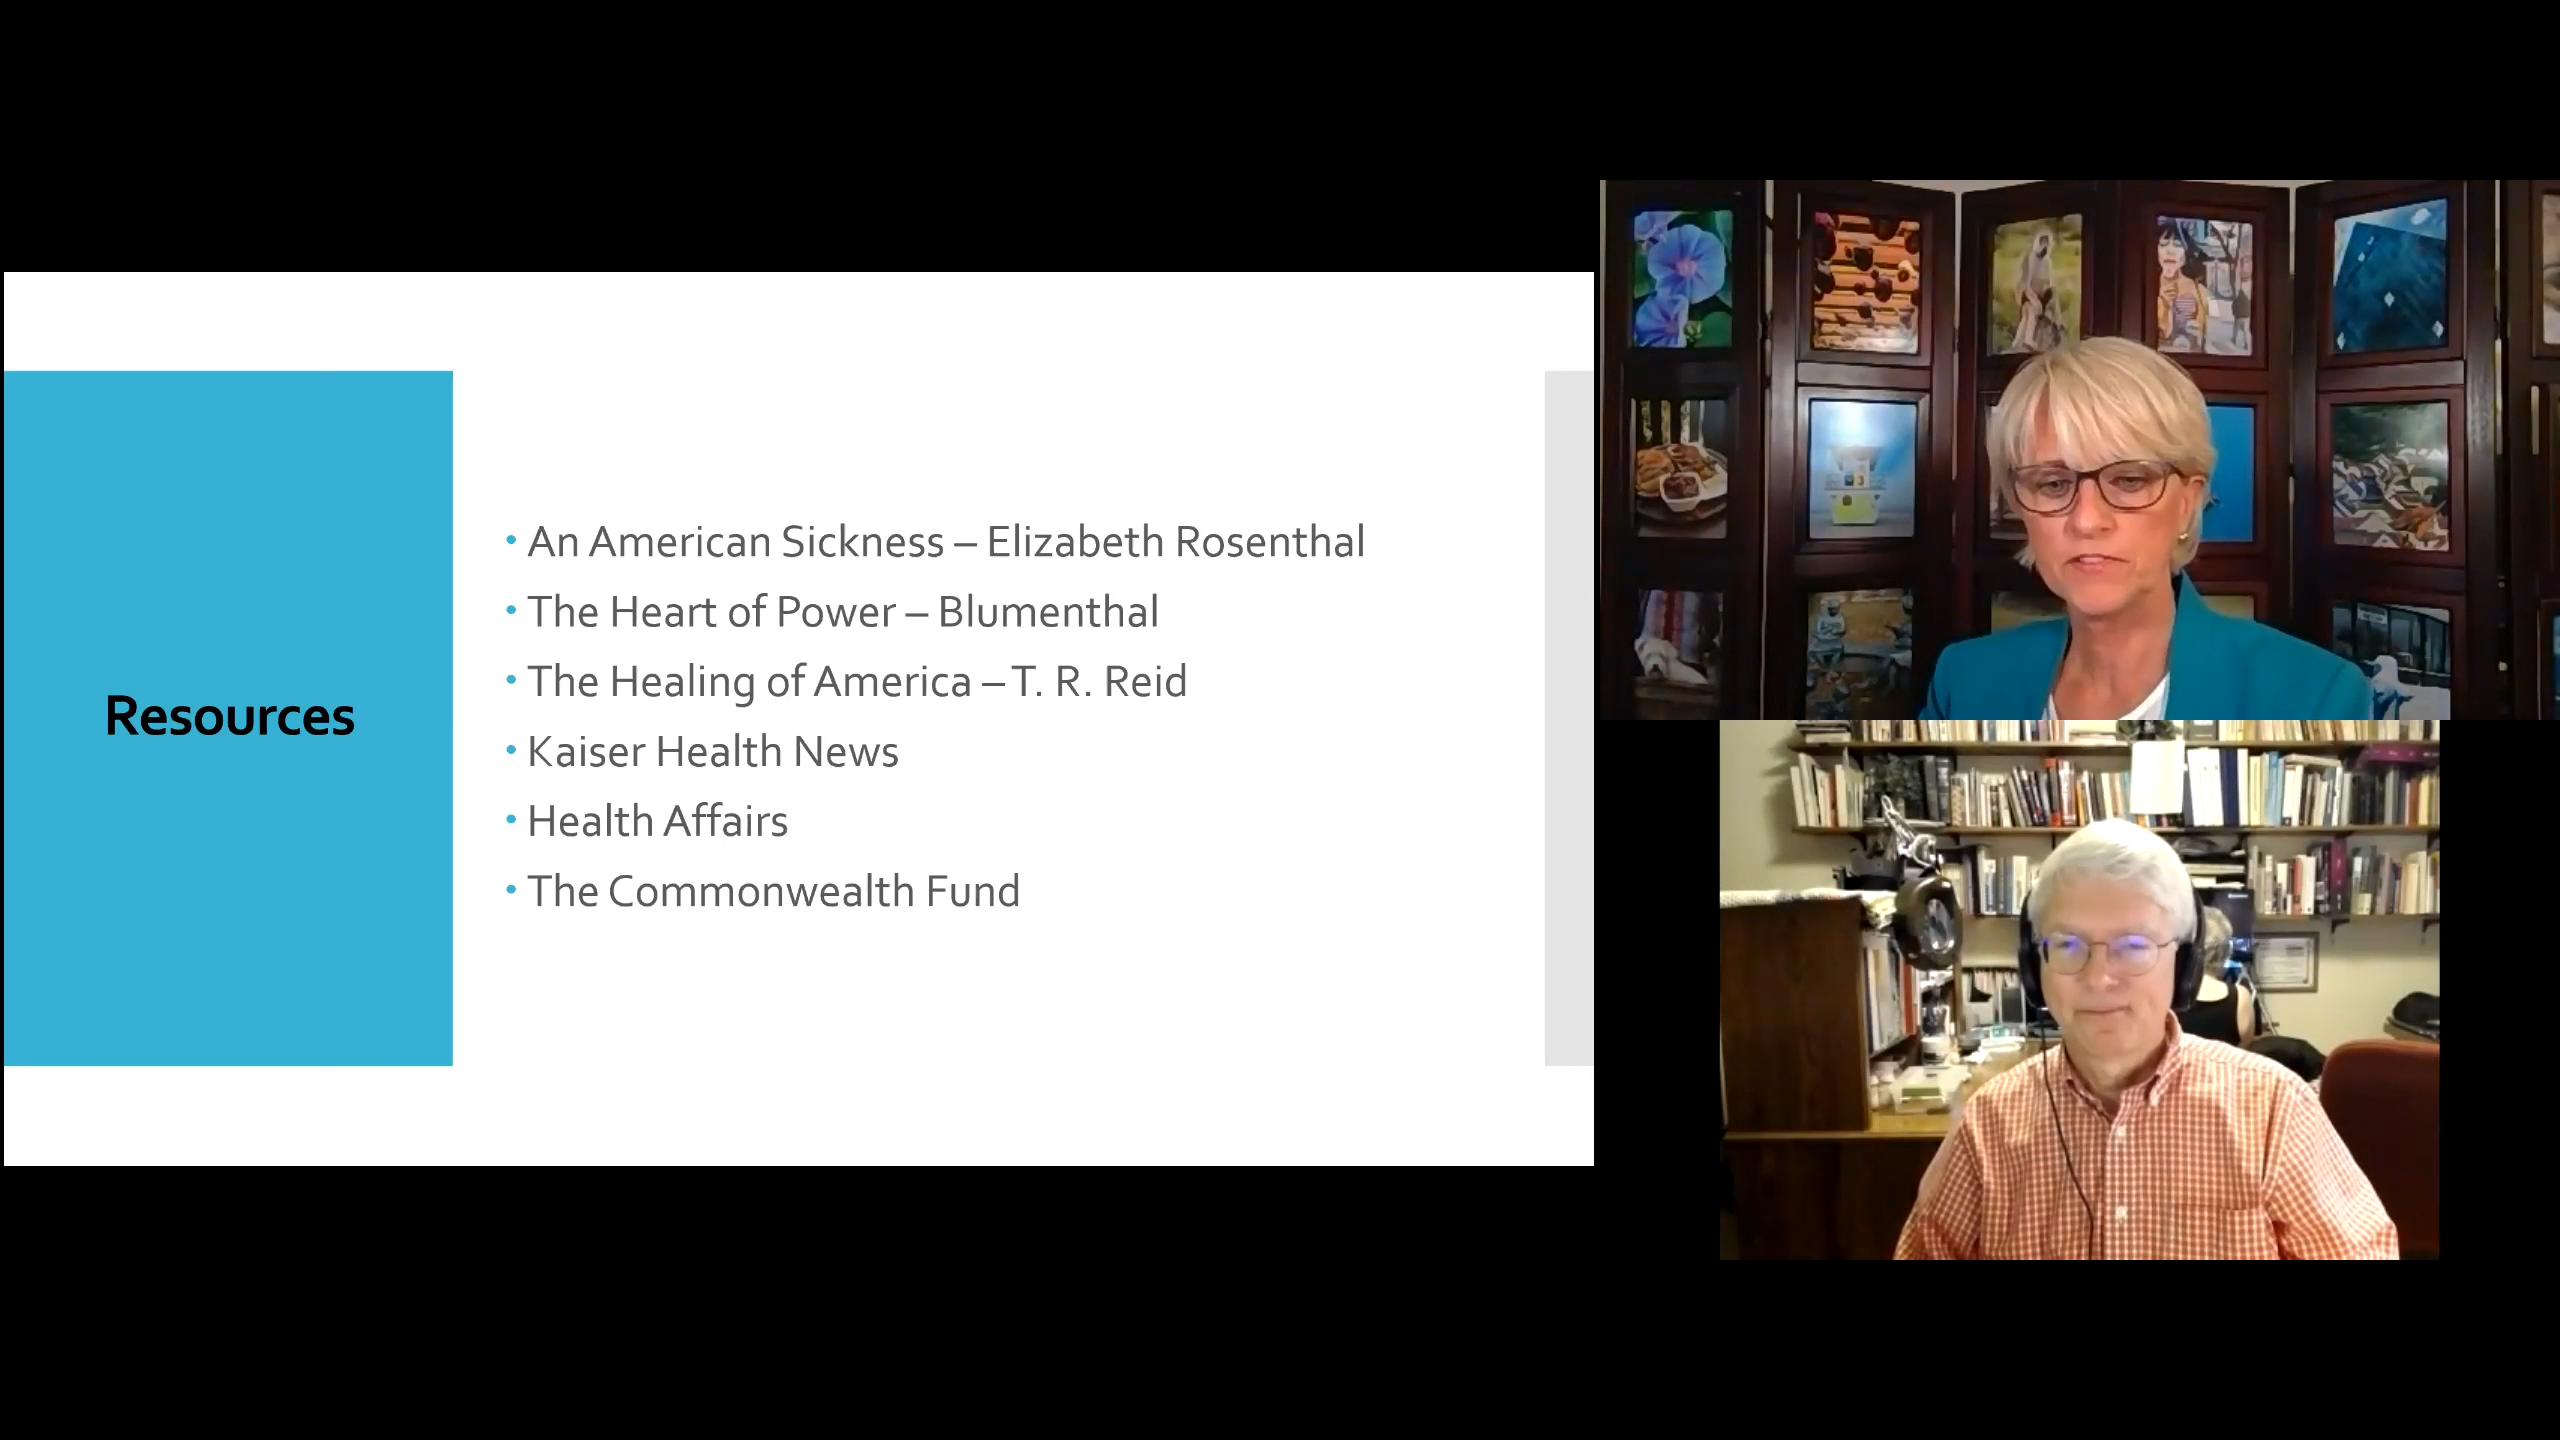 Resources
• An American Sickness – Elizabeth Rosenthal
• The Heart of Power – Blumenthal
• The Healing of America – T. R. Reid
• Kaiser Health News
• Health Affairs
• The Commonwealth Fund